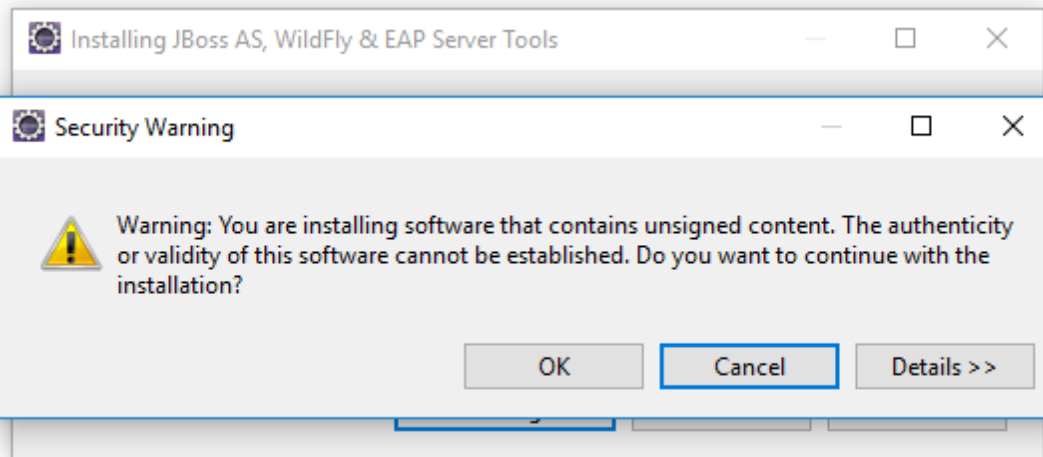 Installing JBoss AS, WildFly & EAP Server Tools
Security Warning
Warning: You are installing software that contains unsigned content. The authenticity
or validity of this software cannot be established. Do you want to continue with the
installation?
OK
Cancel
Details >>